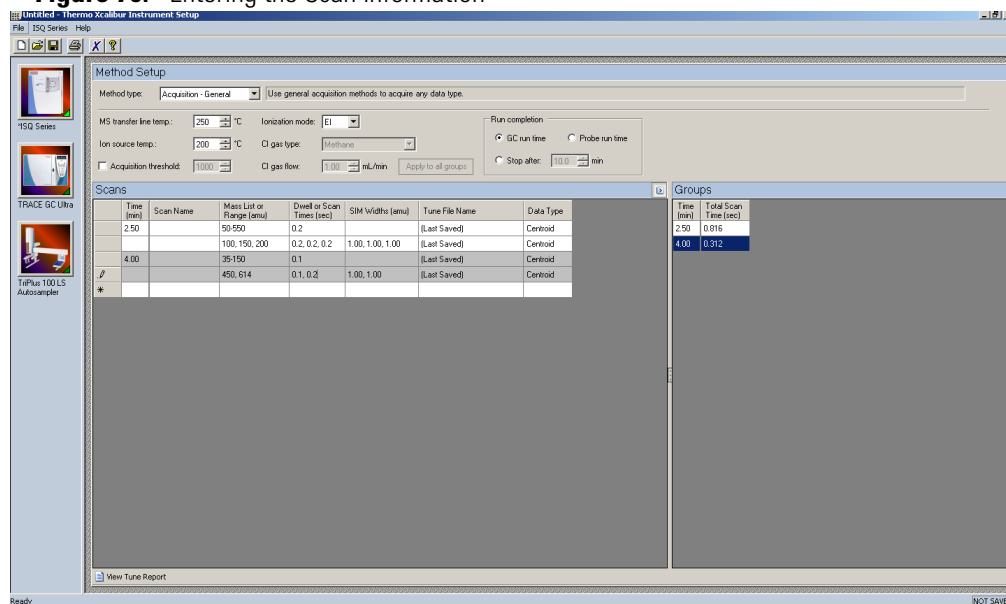 Figure 78. Entering the Scan Information
Untitled - Thermo Xcalibur Instrument Setup
File ISQ Series Help
Method Setup
Method type: Acquisition - General Use general acquisition methods to acquire any data type.
MS transfer line temp.: 250 °C Ionization mode: EI
Ion source temp.: 200 °C CI gas type: Methane
Acquisition threshold: 1000 CI gas flow: 1.00 mL/min Apply to all groups
Run completion
GC run time Probe run time
Stop after: 10.0 min
*ISQ Series
TRACE GC Ultra
TriPlus 100 LS
Autosampler
Scans
Time (min) Scan Name Mass List or Range (amu) Dwell or Scan Times (sec) SIM Widths (amu) Tune File Name Data Type
2.50 50-550 0.2 (Last Saved) Centroid
100, 150, 200 0.2, 0.2, 0.2 1.00, 1.00, 1.00 (Last Saved) Centroid
4.00 35-150 0.1 (Last Saved) Centroid
450, 614 0.1, 0.2 1.00, 1.00 (Last Saved) Centroid
*
Groups
Time (min) Total Scan Time (sec)
2.50 0.816
4.00 0.312
View Tune Report
Ready NOT SAVE